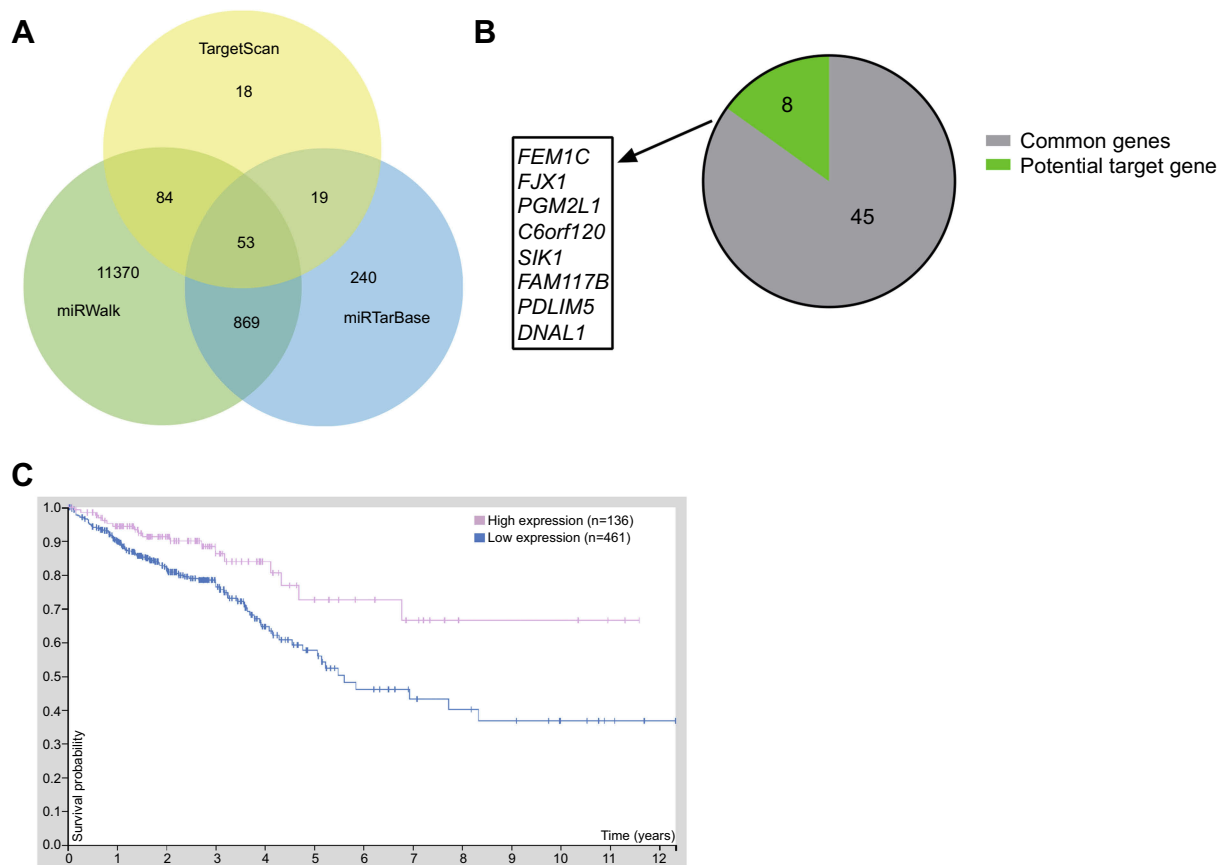 A
TargetScan
18
84
19
53
11370
240
miRWalk
miRTarBase
869
B
8
45
Common genes
Potential target gene
FEM1C
FJX1
PGM2L1
C6orf120
SIK1
FAM117B
PDLIM5
DNAL1
C
High expression (n=136)
Low expression (n=461)
1.0
0.9
0.8
0.7
0.6
0.5
0.4
0.3
0.2
0.1
0.0
Survival probability
Time (years)
0 1 2 3 4 5 6 7 8 9 10 11 12